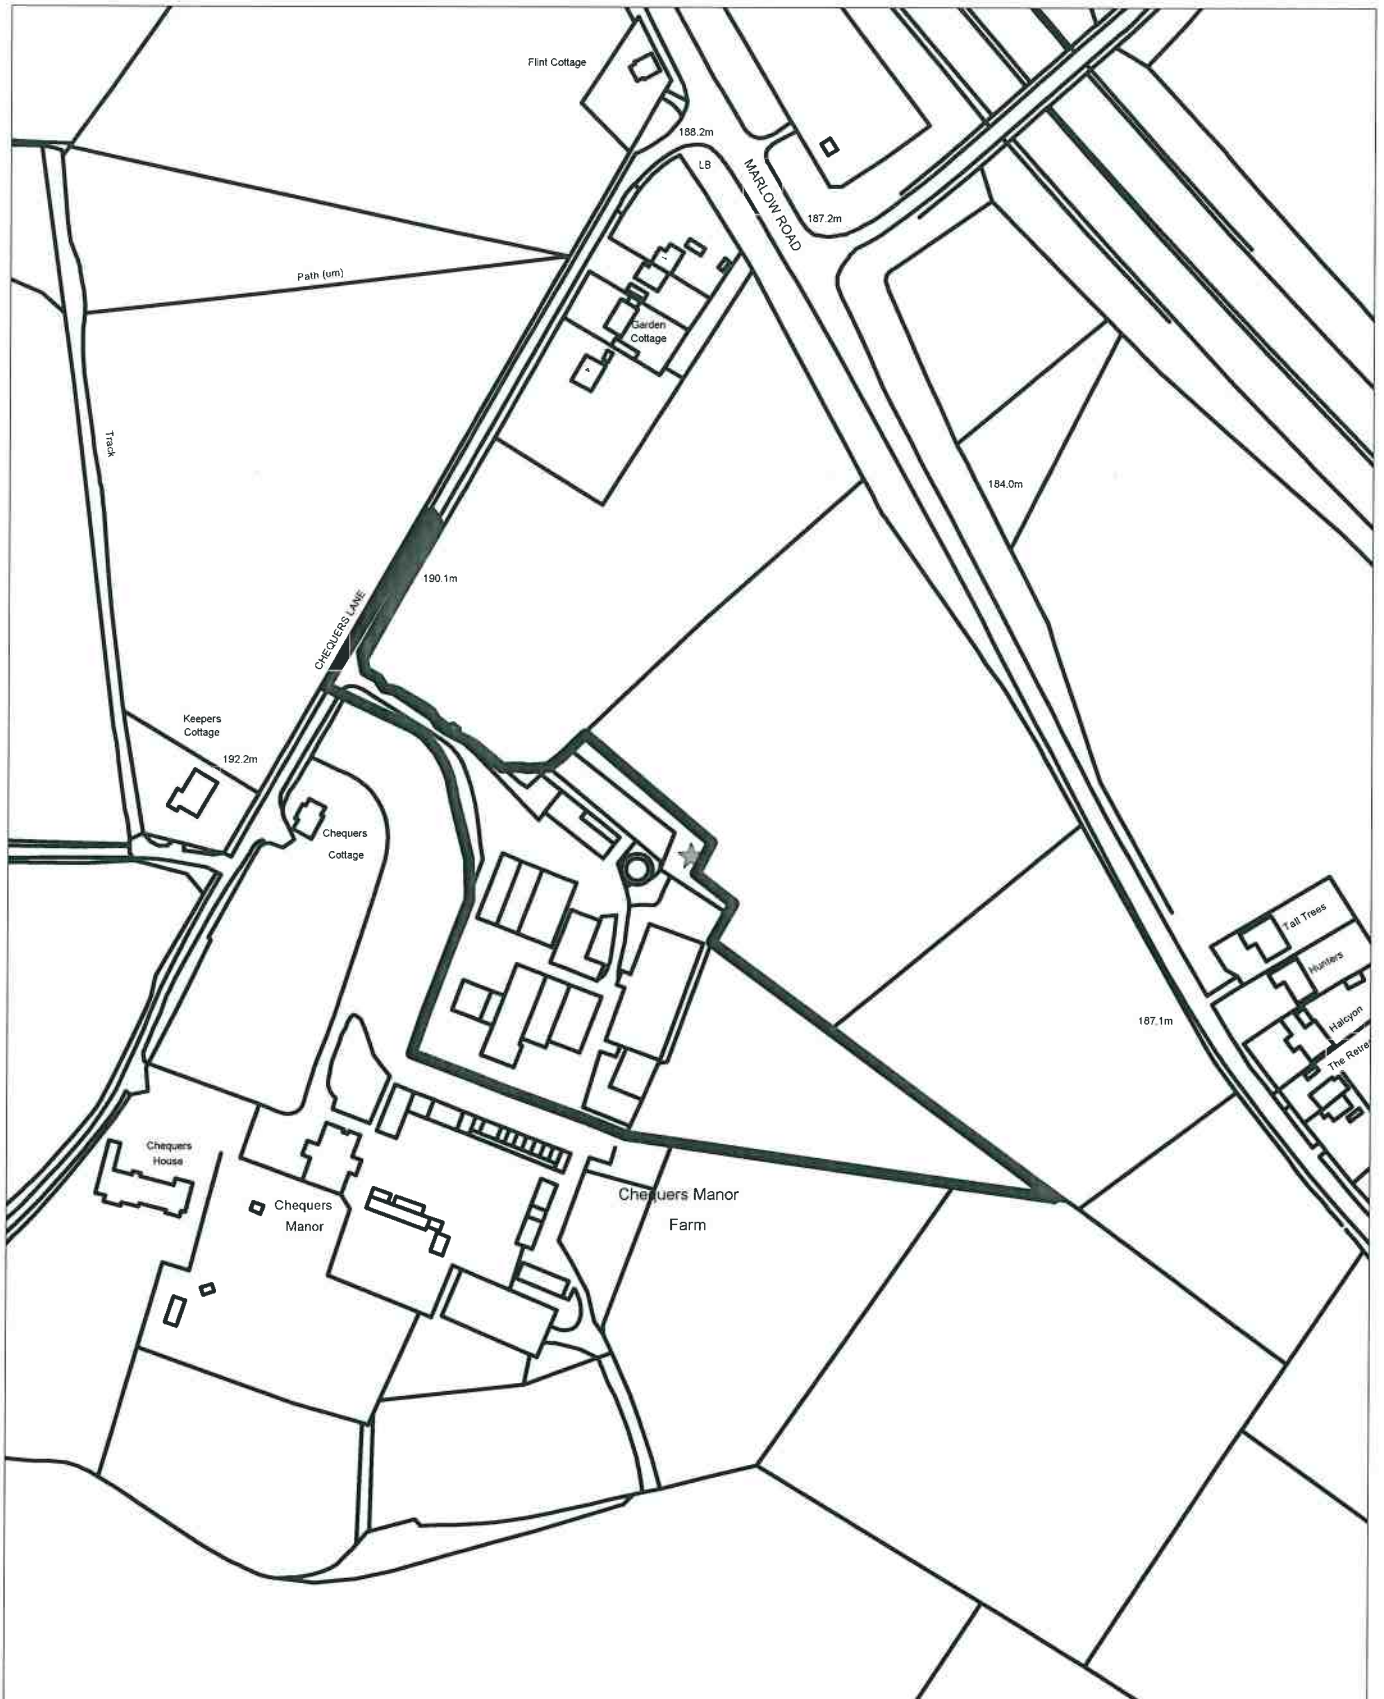 Flint Cottage
188.2m
LB
MARLOW ROAD
187.2m
Path (um)
Garden
Cottage
Track
184.0m
190.1m
CHEQUERS LANE
Keepers
Cottage
192.2m
Chequers
Cottage
Tall Trees
Hunters
Halcyon
The Retre
187.1m
Chequers
House
Chequers
Manor
Chequers Manor
Farm